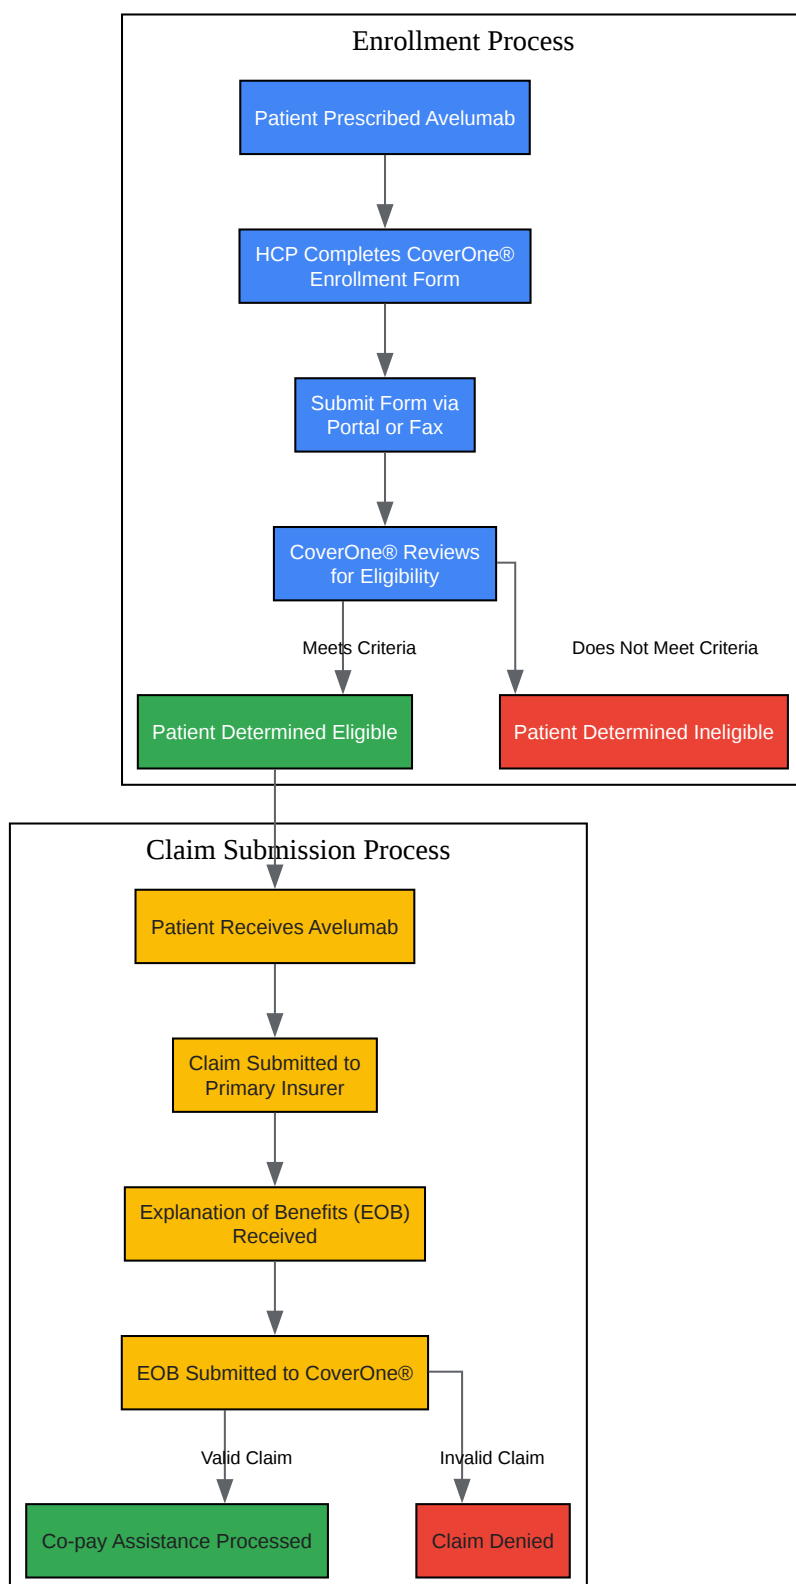 Enrollment Process
Patient Prescribed Avelumab
HCP Completes CoverOne®
Enrollment Form
Submit Form via
Portal or Fax
CoverOne® Reviews
for Eligibility
Meets Criteria
Does Not Meet Criteria
Patient Determined Eligible
Patient Determined Ineligible
Claim Submission Process
Patient Receives Avelumab
Claim Submitted to
Primary Insurer
Explanation of Benefits (EOB)
Received
EOB Submitted to CoverOne®
Valid Claim
Invalid Claim
Co-pay Assistance Processed
Claim Denied